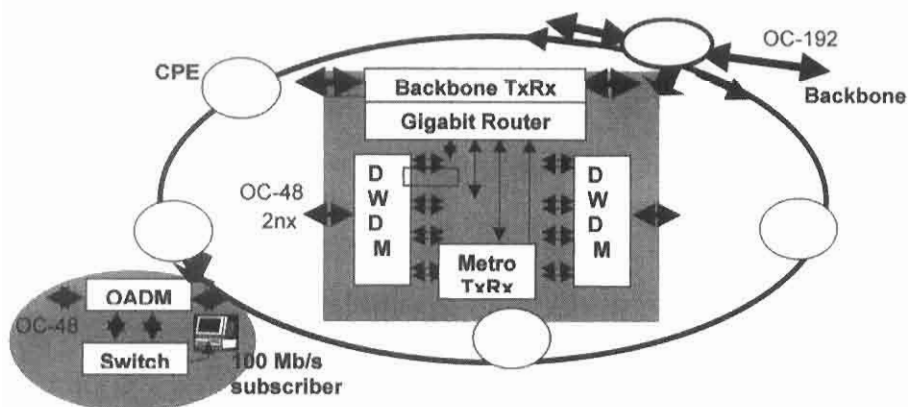 OC-192
CPE
Backbone
Backbone TxRx
Gigabit Router
OC-48
2nx
D
W
D
M
D
W
D
M
Metro
TxRx
OADM
OC-48
Switch
100 Mb/s
subscriber